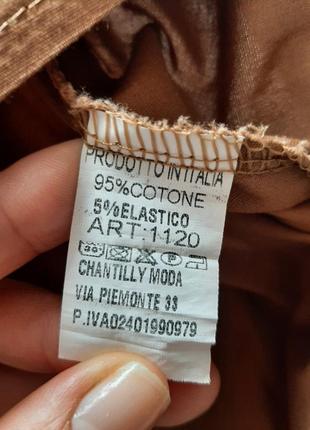 PRODOTTO IN ITALIA
95%COTONE
5%ELASTICO
ART:1120
CHANTILLY MODA
VIA PIEMONTE 33
P.IVA02401990979